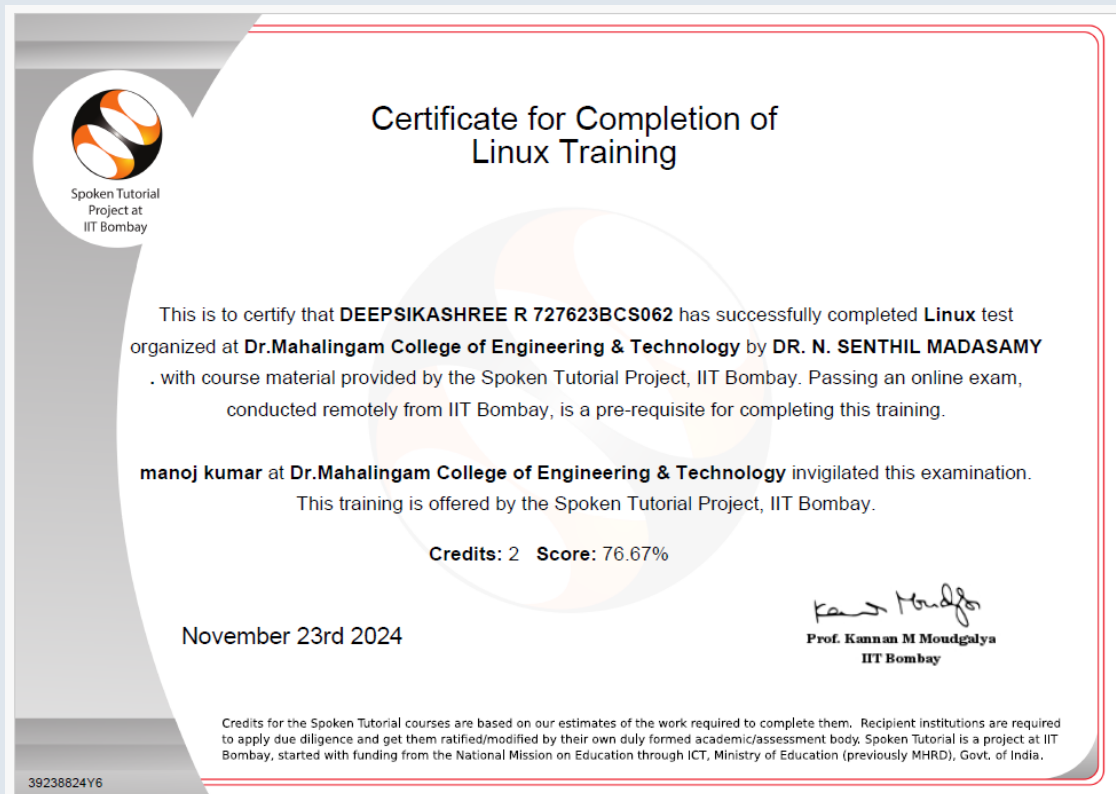 Spoken Tutorial
Project at
IIT Bombay
Certificate for Completion of
Linux Training
This is to certify that DEEPSIKASHREE R 727623BCS062 has successfully completed Linux test
organized at Dr.Mahalingam College of Engineering & Technology by DR. N. SENTHIL MADASAMY
. with course material provided by the Spoken Tutorial Project, IIT Bombay. Passing an online exam,
conducted remotely from IIT Bombay, is a pre-requisite for completing this training.
manoj kumar at Dr.Mahalingam College of Engineering & Technology invigilated this examination.
This training is offered by the Spoken Tutorial Project, IIT Bombay.
Credits: 2 Score: 76.67%
November 23rd 2024
Prof. Kannan M Moudgalya
IIT Bombay
Credits for the Spoken Tutorial courses are based on our estimates of the work required to complete them. Recipient institutions are required
to apply due diligence and get them ratified/modified by their own duly formed academic/assessment body. Spoken Tutorial is a project at IIT
Bombay, started with funding from the National Mission on Education through ICT, Ministry of Education (previously MHRD), Govt. of India.
39238824Y6